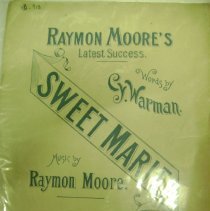 RAYMON MOORE'S
Latest Success.
Words by
Cy. Warman.
SWEET MARIE
Music by
Raymon Moore.